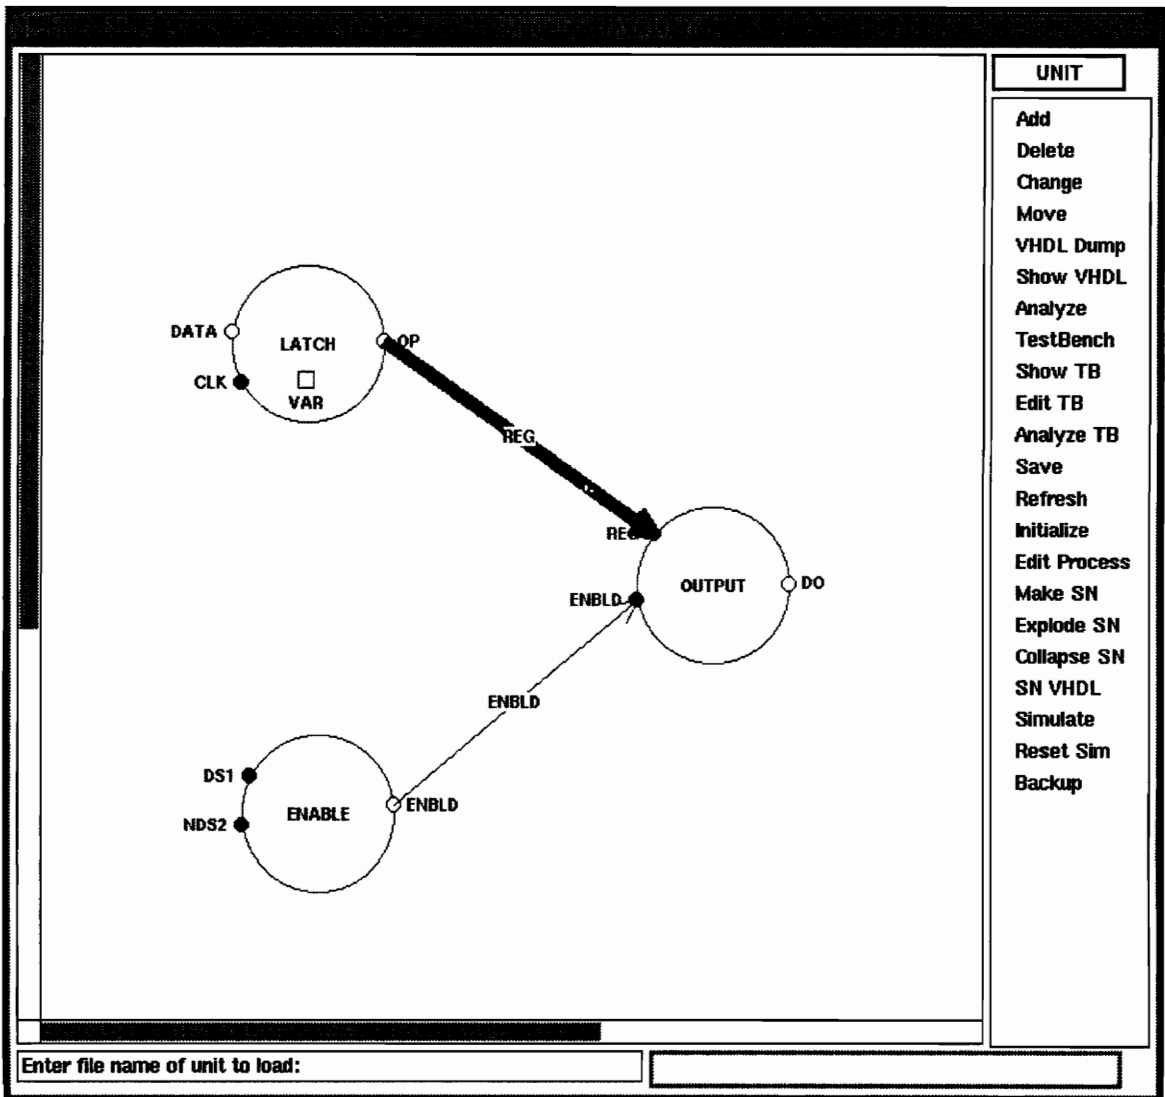 UNIT
Add
Delete
Change
Move
VHDL Dump
Show VHDL
Analyze
TestBench
Show TB
Edit TB
Analyze TB
Save
Refresh
Initialize
Edit Process
Make SN
Explode SN
Collapse SN
SN VHDL
Simulate
Reset Sim
Backup
DATA
LATCH
OP
CLK
VAR
REG
REG
OUTPUT
DO
ENBLD
ENBLD
DS1
ENBLD
ENABLE
NDS2
Enter file name of unit to load: